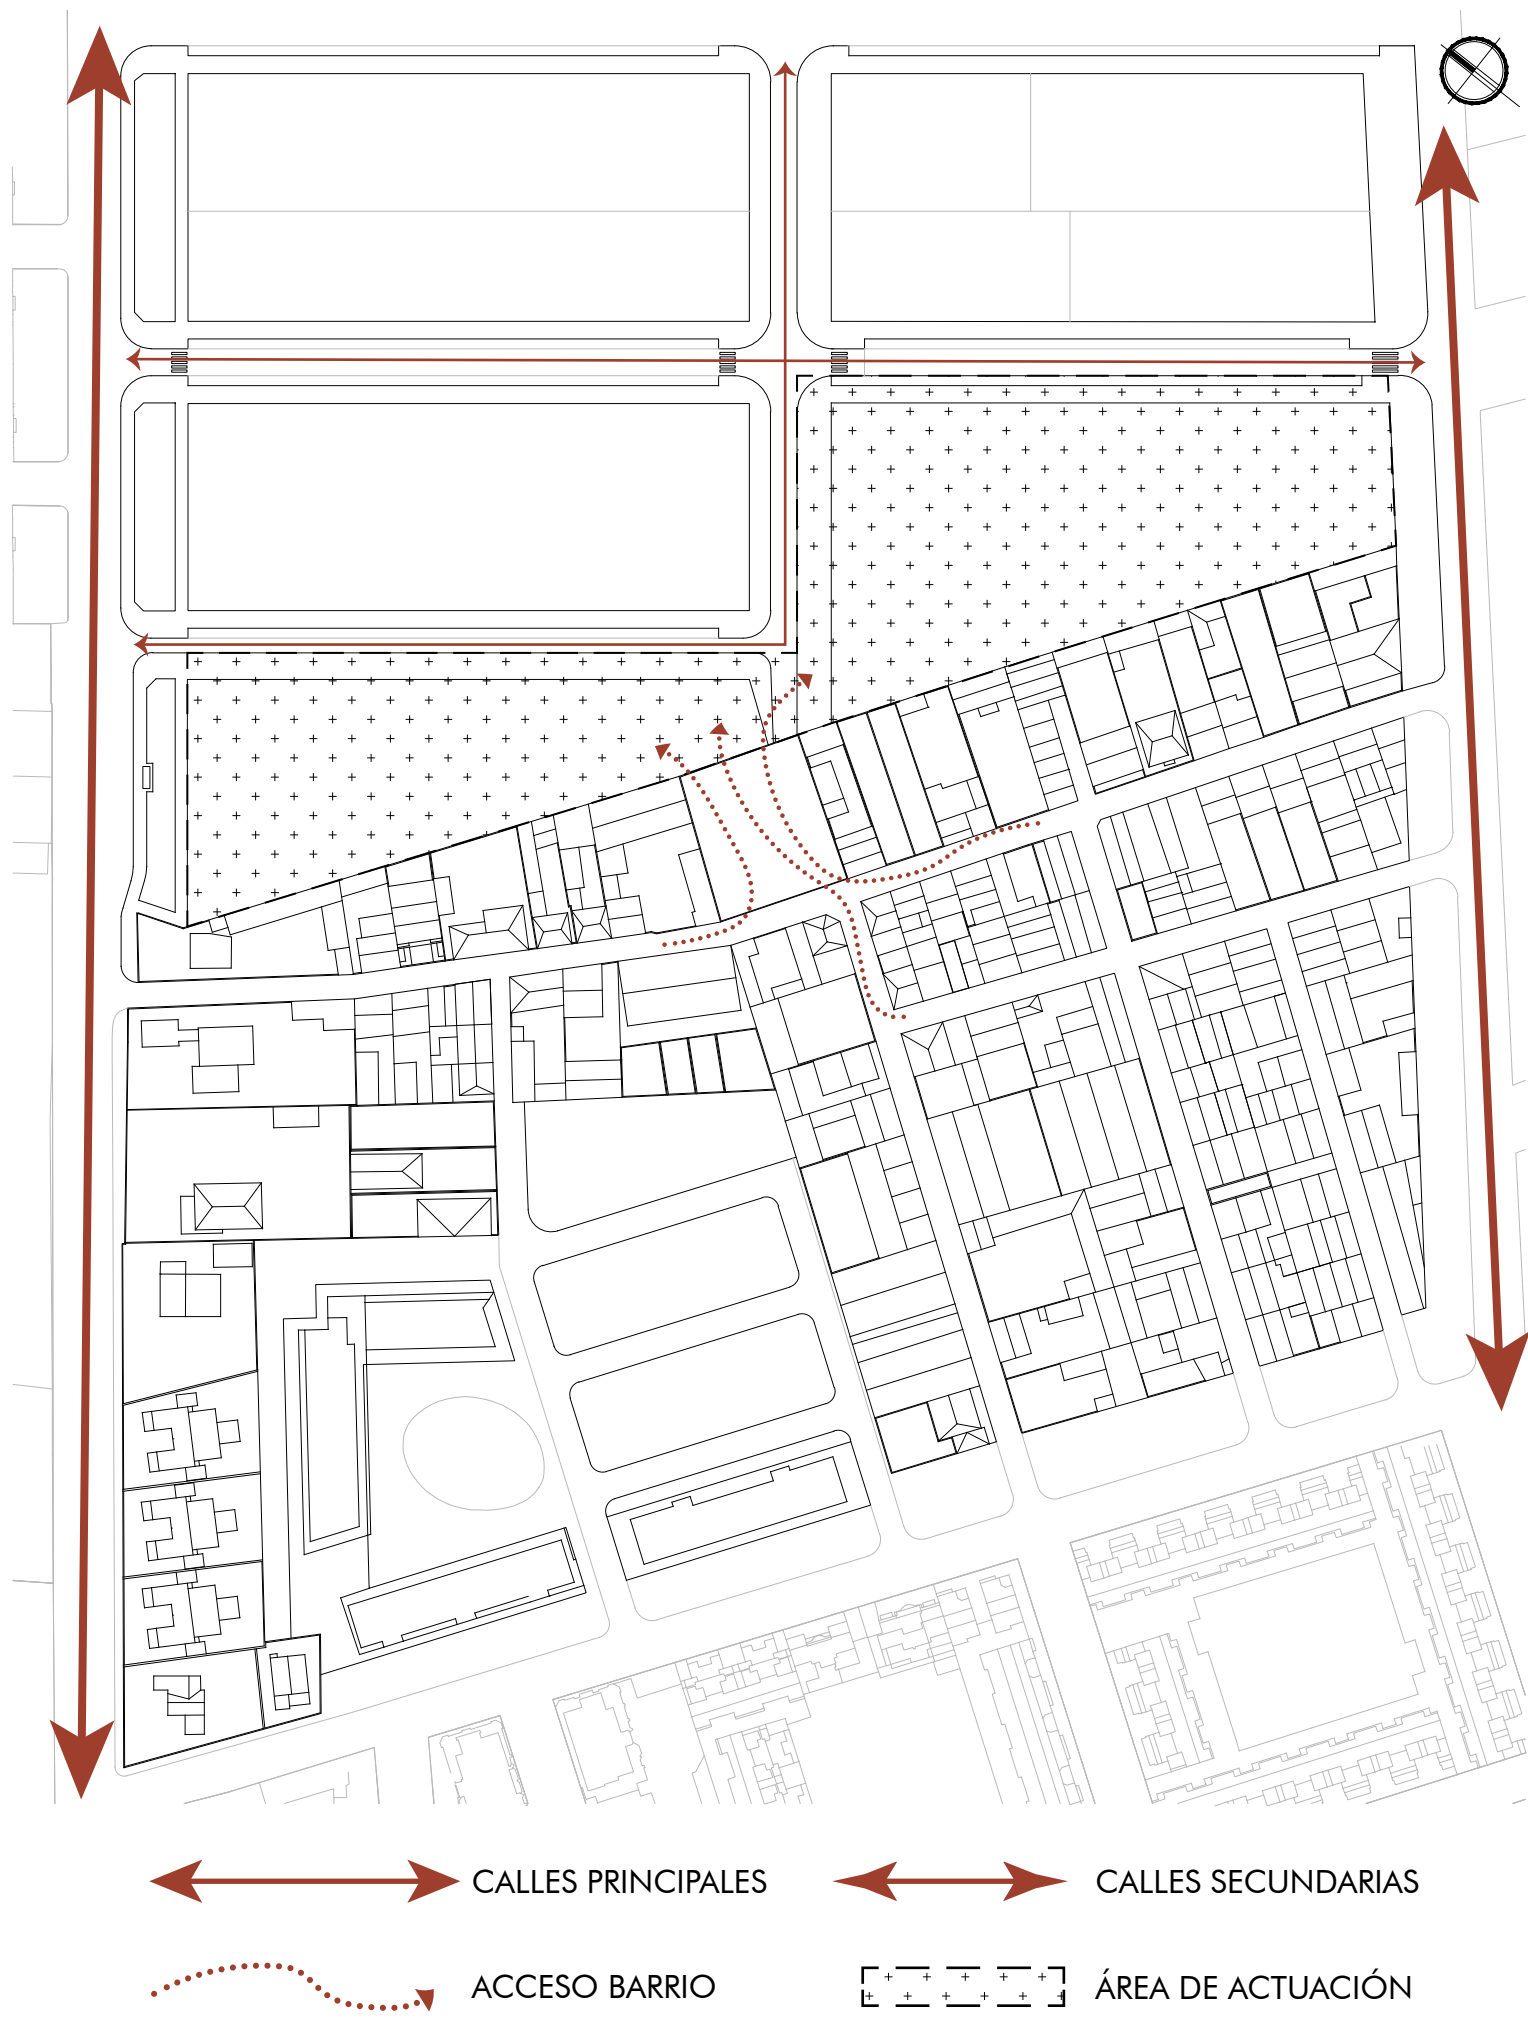 CALLES PRINCIPALES
CALLES SECUNDARIAS
ACCESO BARRIO
ÁREA DE ACTUACIÓN